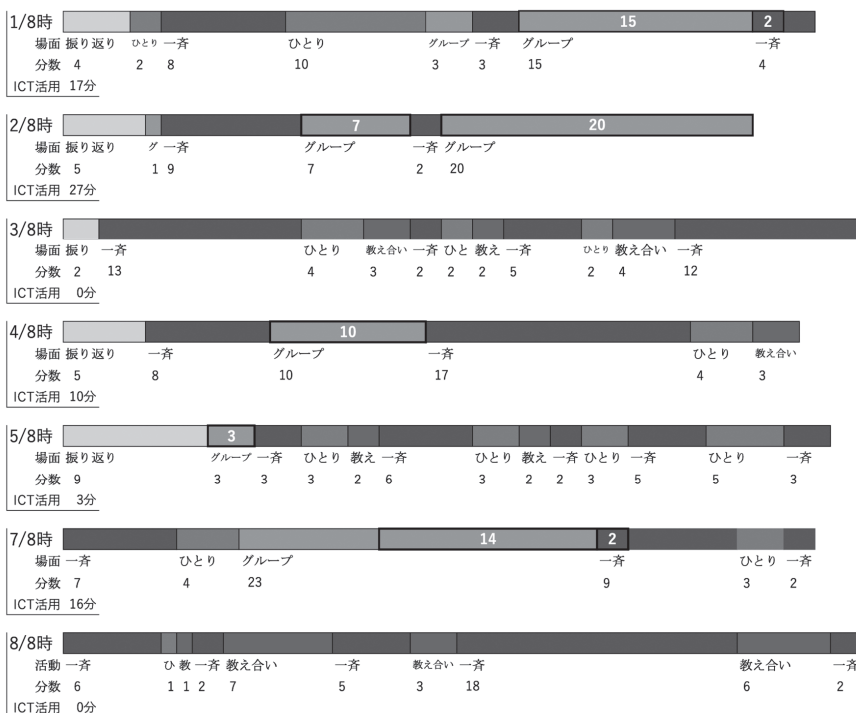 1/8時 15 2
場面 振り返り ひとり 一斉 ひとり グループ 一斉 グループ 一斉
分数 4 2 8 10 3 3 15 4
ICT活用 17分
2/8時 7 20
場面 振り返り グ 一斉 グループ 一斉 グループ
分数 5 1 9 7 2 20
ICT活用 27分
3/8時
場面 振り 一斉 ひとり 教え合い 一斉 ひと 教え 一斉 ひとり 教え合い 一斉
分数 2 13 4 3 2 2 2 5 2 4 12
ICT活用 0分
4/8時 10
場面 振り返り 一斉 グループ 一斉 ひとり 教え合い
分数 5 8 10 17 4 3
ICT活用 10分
5/8時 3
場面 振り返り グループ 一斉 ひとり 教え 一斉 ひとり 教え 一斉 ひとり 一斉 ひとり 一斉
分数 9 3 3 3 2 6 3 2 2 3 5 5 3
ICT活用 3分
7/8時 14 2
場面 一斉 ひとり グループ 一斉 ひとり 一斉
分数 7 4 23 9 3 2
ICT活用 16分
8/8時
活動 一斉 ひ 教 一斉 教え合い 一斉 教え合い 一斉 教え合い 一斉
分数 6 1 1 2 7 5 3 18 6 2
ICT活用 0分